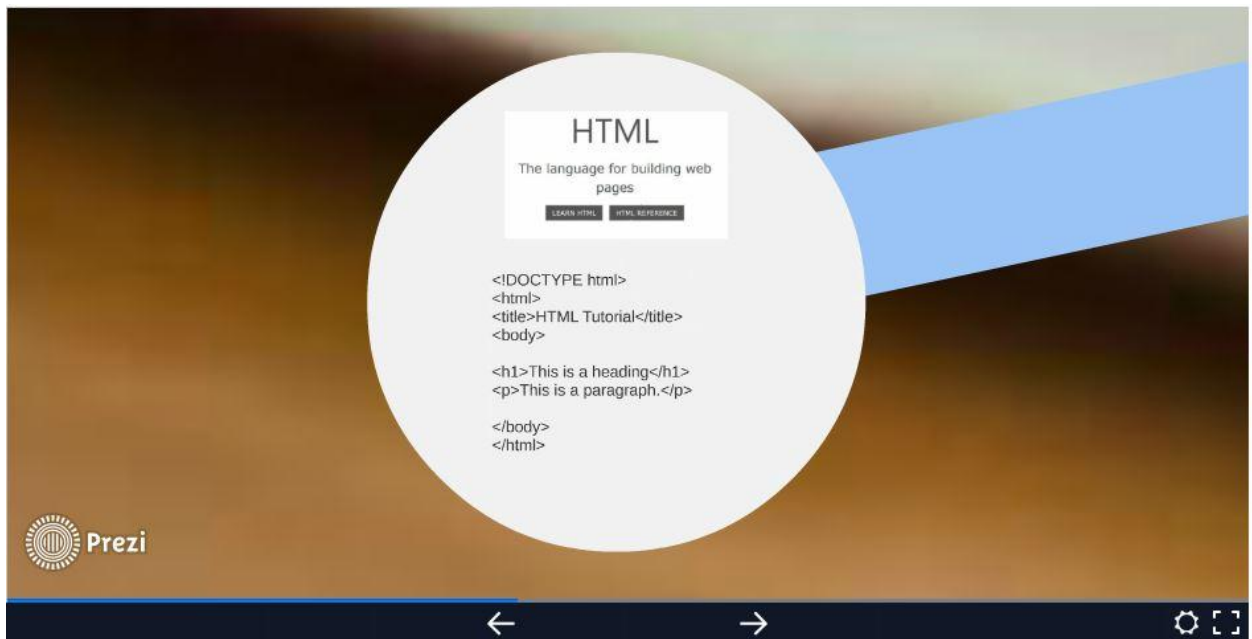 HTML
The language for building web
pages
LEARN HTML HTML REFERENCE
<!DOCTYPE html>
<html>
<title>HTML Tutorial</title>
<body>
<h1>This is a heading</h1>
<p>This is a paragraph.</p>
</body>
</html>
Prezi